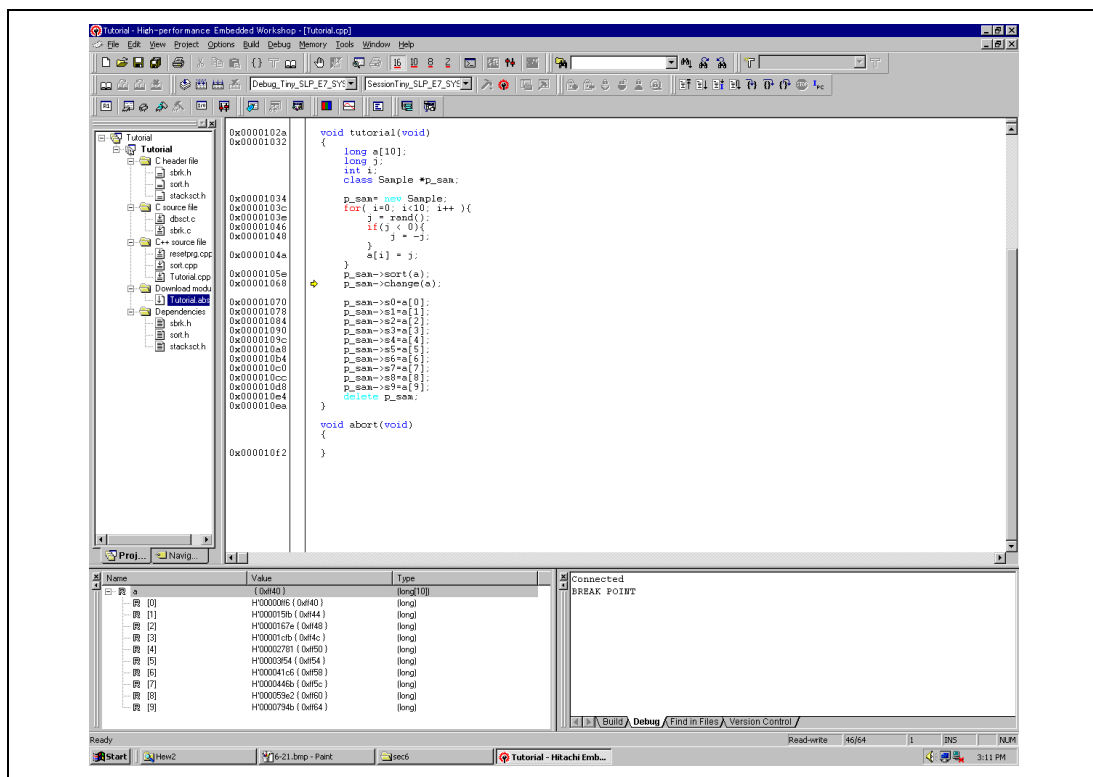 Tutorial - High-performance Embedded Workshop - [Tutorial.cpp]
File Edit View Project Options Build Debug Memory Tools Window Help
16 10 8 2
Debug_Tiny_SLP_E7_SYS SessionTiny_SLP_E7_SYS
Tutorial
Tutorial
C header file
sbrk.h
sort.h
stacksct.h
C source file
dbsct.c
sbrk.c
C++ source file
resetprg.cpp
sort.cpp
Tutorial.cpp
Download modu
Tutorial.abs
Dependencies
sbrk.h
sort.h
stacksct.h
Proj... Navig...
0x0000102a void tutorial(void)
0x00001032 {
long a[10];
long j;
int i;
class Sample *p_sam;
0x00001034 p_sam= new Sample;
0x0000103c for( i=0; i<10; i++ ){
0x0000103e j = rand();
0x00001046 if(j < 0){
0x00001048 j = -j;
}
0x0000104a a[i] = j;
}
0x0000105e p_sam->sort(a);
0x00001068 p_sam->change(a);
0x00001070 p_sam->s0=a[0];
0x00001078 p_sam->s1=a[1];
0x00001084 p_sam->s2=a[2];
0x00001090 p_sam->s3=a[3];
0x0000109c p_sam->s4=a[4];
0x000010a8 p_sam->s5=a[5];
0x000010b4 p_sam->s6=a[6];
0x000010c0 p_sam->s7=a[7];
0x000010cc p_sam->s8=a[8];
0x000010d8 p_sam->s9=a[9];
0x000010e4 delete p_sam;
0x000010ea }
void abort(void)
{
0x000010f2 }
Name Value Type
a { 0xff40 } (long[10])
[0] H'00000ff6 { 0xff40 } (long)
[1] H'000015fb { 0xff44 } (long)
[2] H'0000167e { 0xff48 } (long)
[3] H'00001cfb { 0xff4c } (long)
[4] H'00002781 { 0xff50 } (long)
[5] H'00003f54 { 0xff54 } (long)
[6] H'000041c6 { 0xff58 } (long)
[7] H'0000446b { 0xff5c } (long)
[8] H'000059e2 { 0xff60 } (long)
[9] H'0000794b { 0xff64 } (long)
Connected
BREAK POINT
Build Debug Find in Files Version Control
Ready Read-write 46/64 1 INS NUM
Start Hew2 6-21.bmp - Paint sec6 Tutorial - Hitachi Emb... 3:11 PM